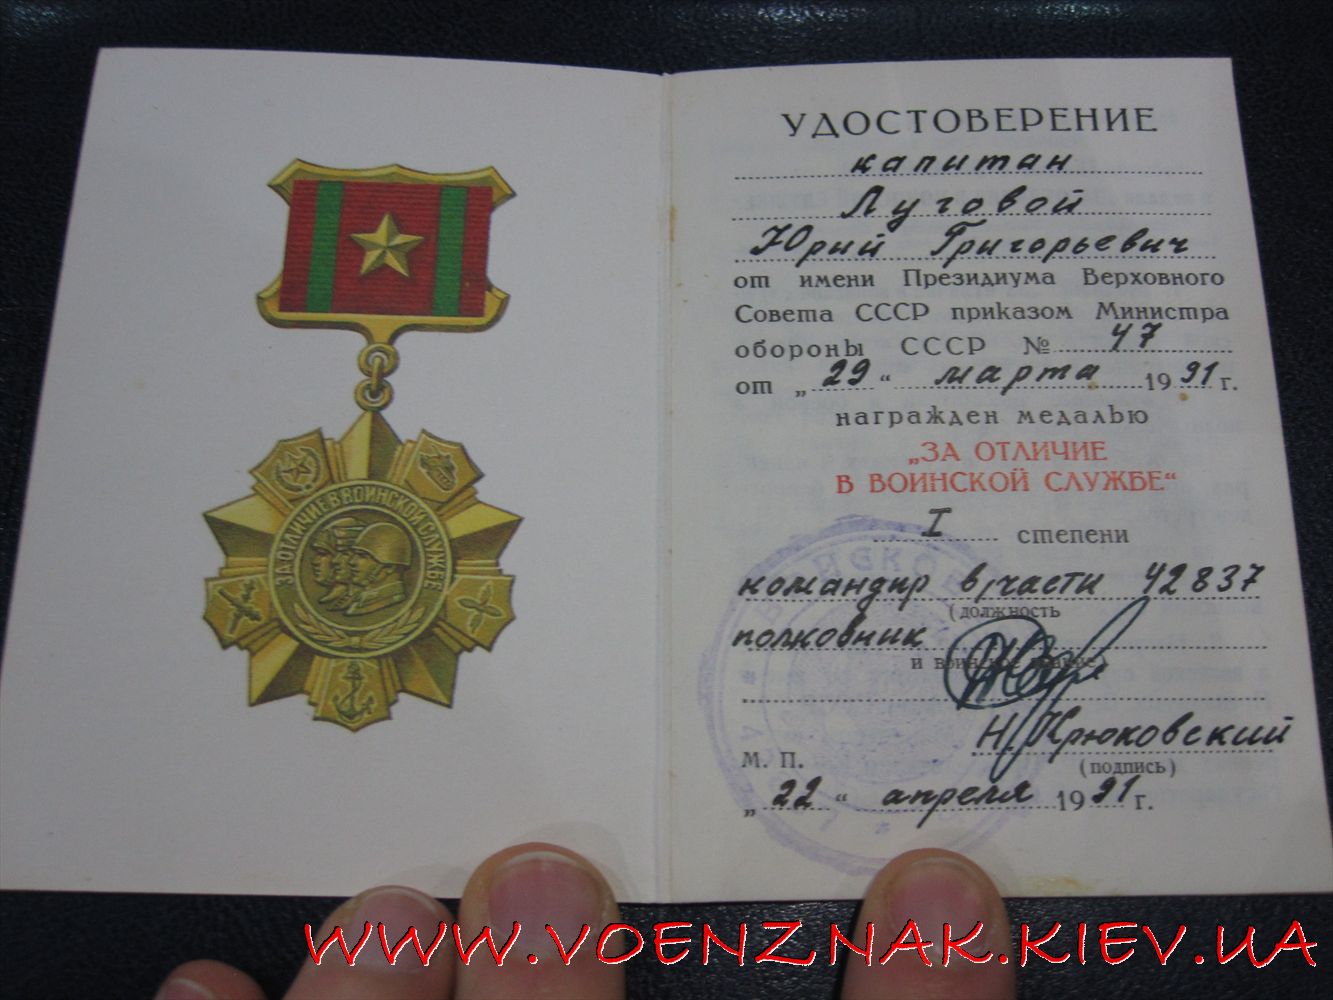 ЗА ОТЛИЧИЕ В ВОИНСКОЙ СЛУЖБЕ
УДОСТОВЕРЕНИЕ
капитан
Луговой
Юрий Григорьевич
от имени Президиума Верховного
Совета СССР приказом Министра
обороны СССР № 47
от „29“ марта 1991 г.
награжден медалью
„ЗА ОТЛИЧИЕ
В ВОИНСКОЙ СЛУЖБЕ“
I степени
командир в/части 42837
(должность
полковник
и воинское звание)
Н. Крюковский
М. П. (подпись)
„22“ апреля 1991 г.
WWW.VOENZNAK.KIEV.UA